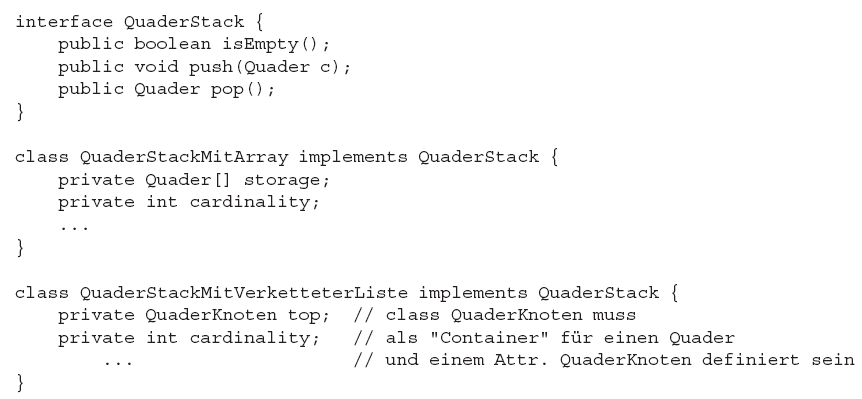 interface QuaderStack {
    public boolean isEmpty();
    public void push(Quader c);
    public Quader pop();
}

class QuaderStackMitArray implements QuaderStack {
    private Quader[] storage;
    private int cardinality;
    ...
}

class QuaderStackMitVerketteterListe implements QuaderStack {
    private QuaderKnoten top;  // class QuaderKnoten muss
    private int cardinality;   // als "Container" für einen Quader
        ...                    // und einem Attr. QuaderKnoten definiert sein
}